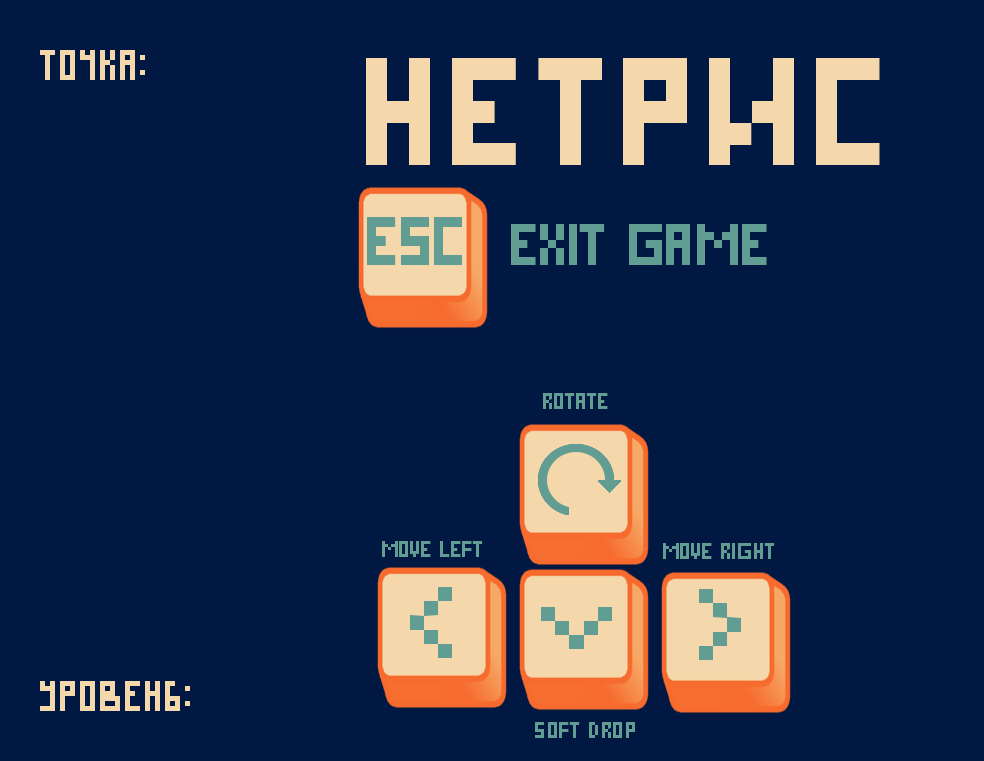 ТОЧКА:
НЕТРИС
ESC EXIT GAME
ROTATE
MOVE LEFT
MOVE RIGHT
УРОВЕНЬ:
SOFT DROP